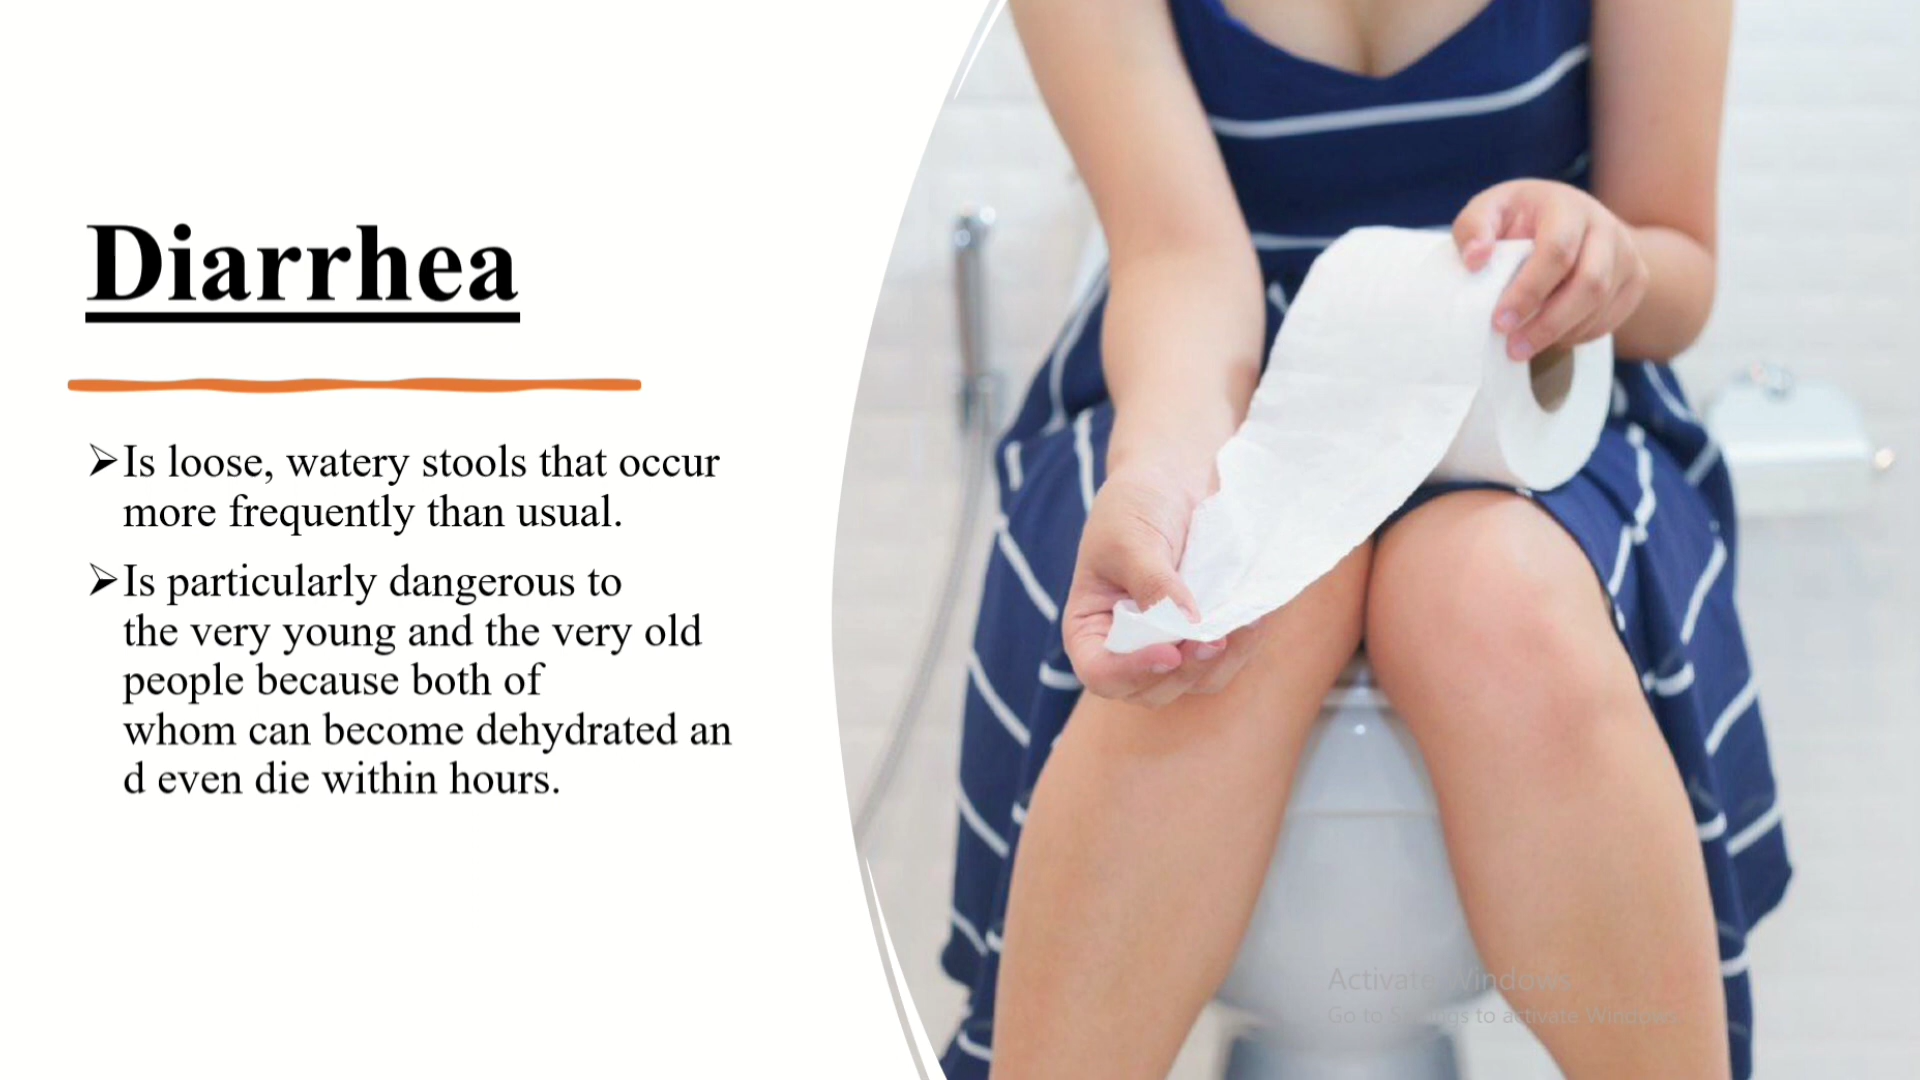 Diarrhea
➢Is loose, watery stools that occur
more frequently than usual.
➢Is particularly dangerous to
the very young and the very old
people because both of
whom can become dehydrated an
d even die within hours.
Activate Windows
Go to Settings to activate Windows.